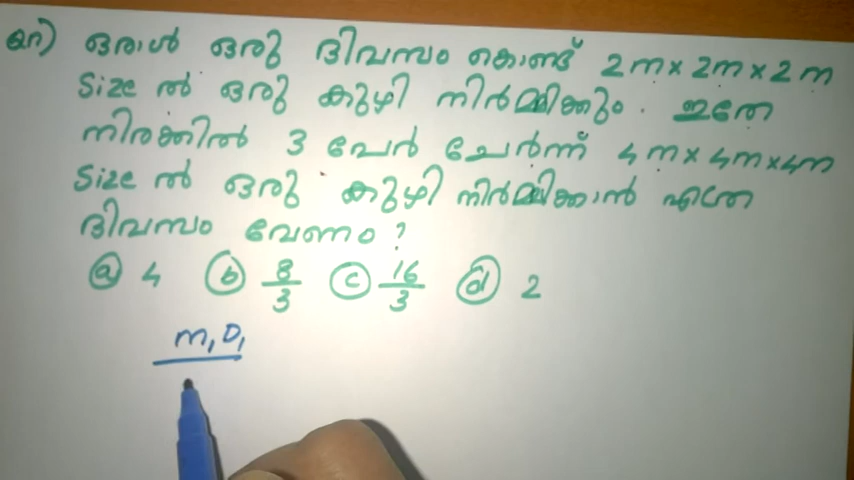 ഒരാൾ ഒരു ദിവസം കൊണ്ട് 2m x 2m x 2m
Size ൽ ഒരു കുഴി നിർമ്മിക്കും. ഇതേ
നിരക്കിൽ 3 പേർ ചേർന്ന് 4m x 4m x 4m
Size ൽ ഒരു കുഴി നിർമ്മിക്കാൻ എത്ര
ദിവസം വേണം?
(a) 4 (b) 8/3 (c) 16/3 (d) 2
m₁D₁